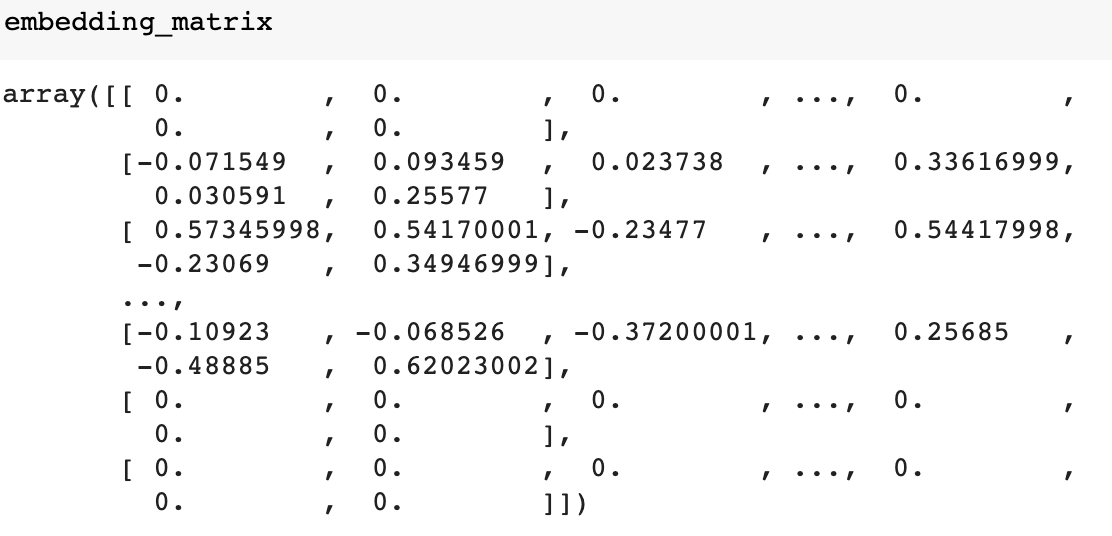 embedding_matrix
array([[ 0.        ,  0.        ,  0.        , ...,  0.        ,
         0.        ,  0.        ],
       [-0.071549  ,  0.093459  ,  0.023738  , ...,  0.33616999,
         0.030591  ,  0.25577   ],
       [ 0.57345998,  0.54170001, -0.23477   , ...,  0.54417998,
        -0.23069   ,  0.34946999],
       ...,
       [-0.10923   , -0.068526  , -0.37200001, ...,  0.25685   ,
        -0.48885   ,  0.62023002],
       [ 0.        ,  0.        ,  0.        , ...,  0.        ,
         0.        ,  0.        ],
       [ 0.        ,  0.        ,  0.        , ...,  0.        ,
         0.        ,  0.        ]])